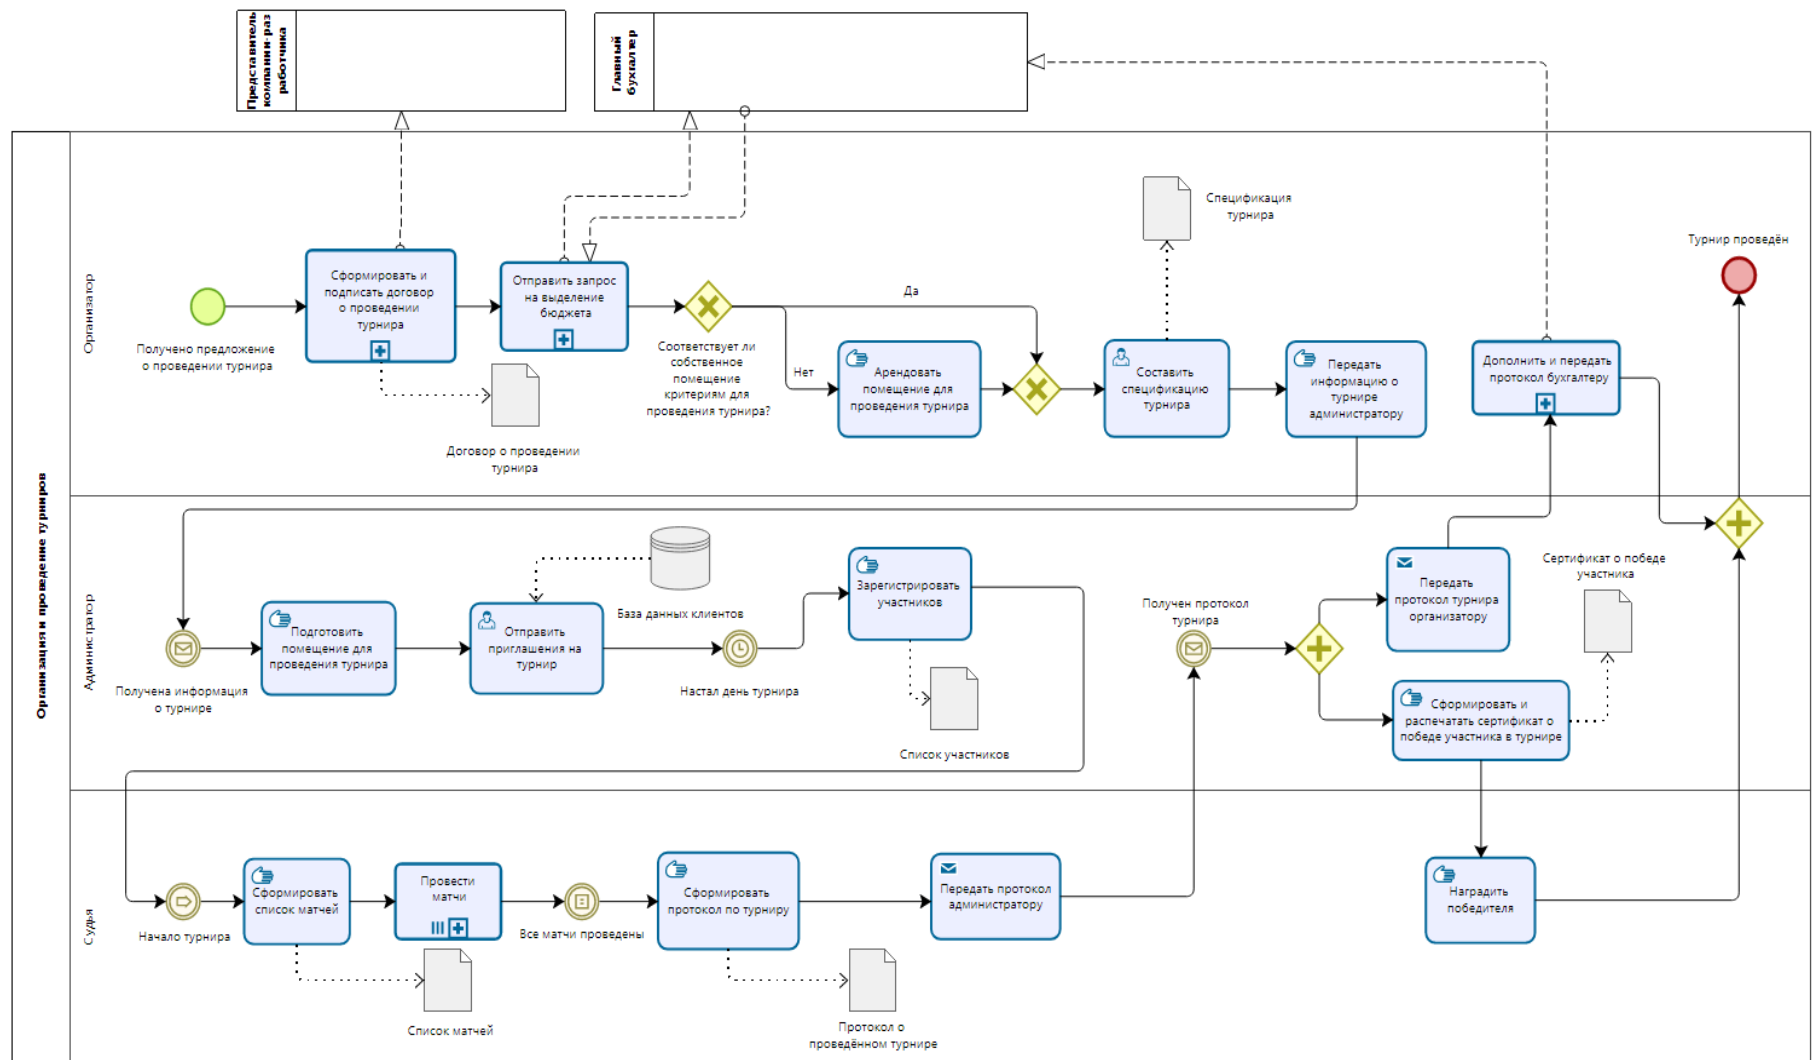 Представитель
компании-раз
работчика
Главный
бухгалтер
Организация и проведение турниров
Организатор
Получено предложение
о проведении турнира
Сформировать и
подписать договор
о проведении
турнира
Договор о проведении
турнира
Отправить запрос
на выделение
бюджета
Соответствует ли
собственное
помещение
критериям для
проведения турнира?
Да
Нет
Арендовать
помещение для
проведения турнира
Составить
спецификацию
турнира
Спецификация
турнира
Передать
информацию о
турнире
администратору
Дополнить и передать
протокол бухгалтеру
Турнир проведён
Администратор
Получена информация
о турнире
Подготовить
помещение для
проведения турнира
Отправить
приглашения на
турнир
База данных клиентов
Настал день турнира
Зарегистрировать
участников
Список участников
Получен протокол
турнира
Передать
протокол турнира
организатору
Сертификат о победе
участника
Сформировать и
распечатать сертификат о
победе участника в турнире
Судья
Начало турнира
Сформировать
список матчей
Список матчей
Провести
матчи
Все матчи проведены
Сформировать
протокол по турниру
Протокол о
проведённом турнире
Передать протокол
администратору
Наградить
победителя